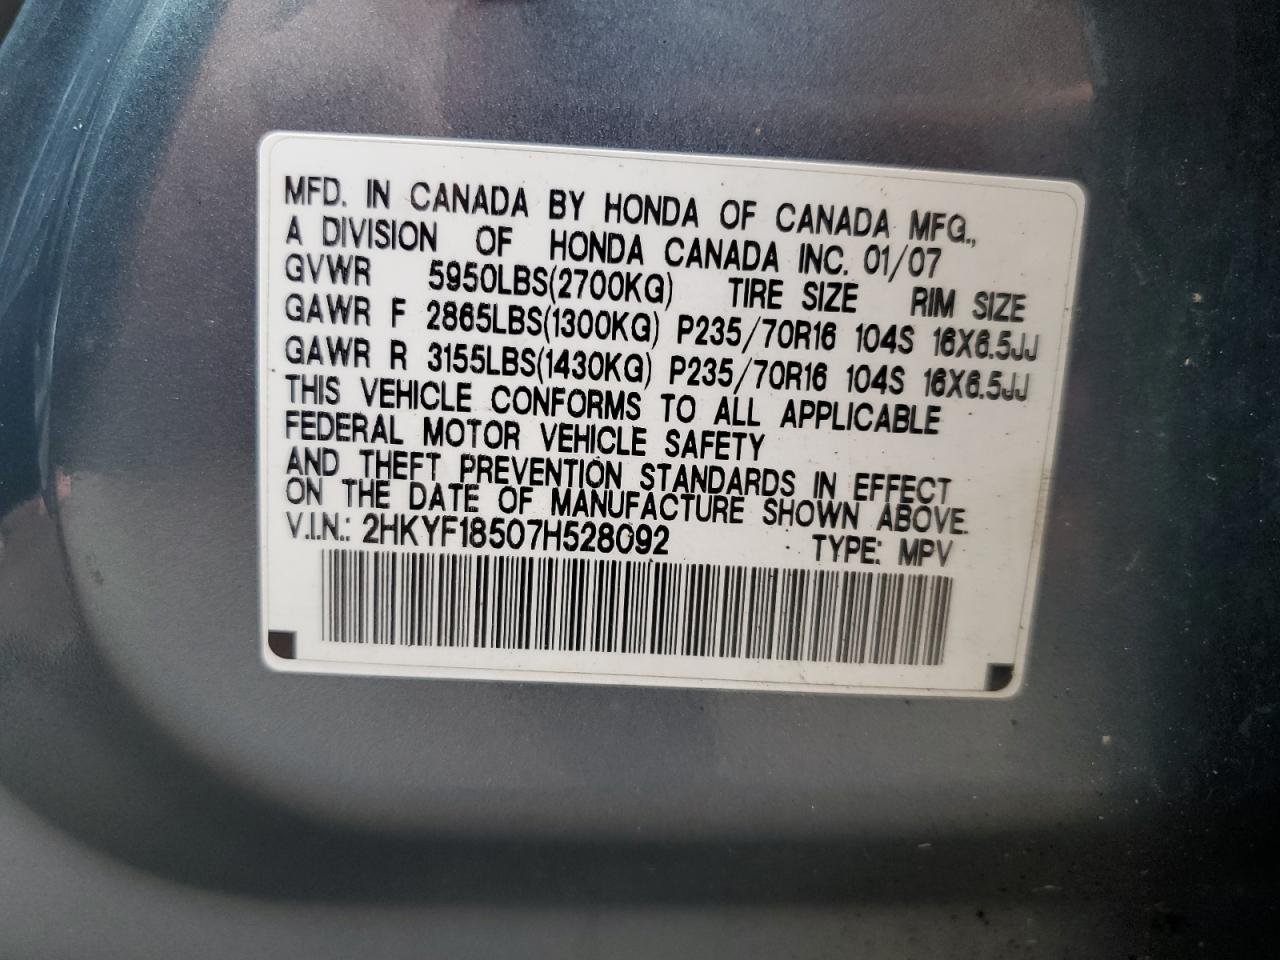 MFD. IN CANADA BY HONDA OF CANADA MFG.,
A DIVISION OF HONDA CANADA INC. 01/07
GVWR 5950LBS(2700KG) TIRE SIZE RIM SIZE
GAWR F 2865LBS(1300KG) P235/70R16 104S 16X6.5JJ
GAWR R 3155LBS(1430KG) P235/70R16 104S 16X6.5JJ
THIS VEHICLE CONFORMS TO ALL APPLICABLE
FEDERAL MOTOR VEHICLE SAFETY
AND THEFT PREVENTION STANDARDS IN EFFECT
ON THE DATE OF MANUFACTURE SHOWN ABOVE.
V.I.N.: 2HKYF18507H528092 TYPE: MPV